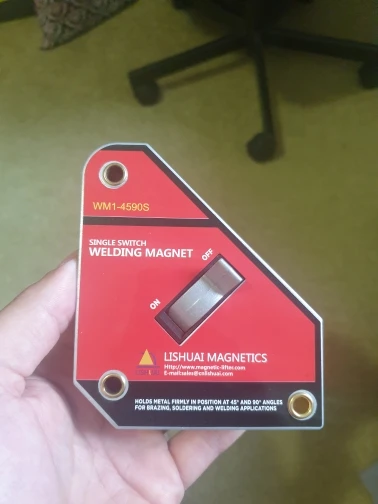 WM1-4590S
SINGLE SWITCH
WELDING MAGNET
OFF
ON
LISHUAI MAGNETICS
Http://www.magnetic-lifter.com
E-mail:sales@cnlishuai.com
HOLDS METAL FIRMLY IN POSITION AT 45° AND 90° ANGLES
FOR BRAZING, SOLDERING AND WELDING APPLICATIONS